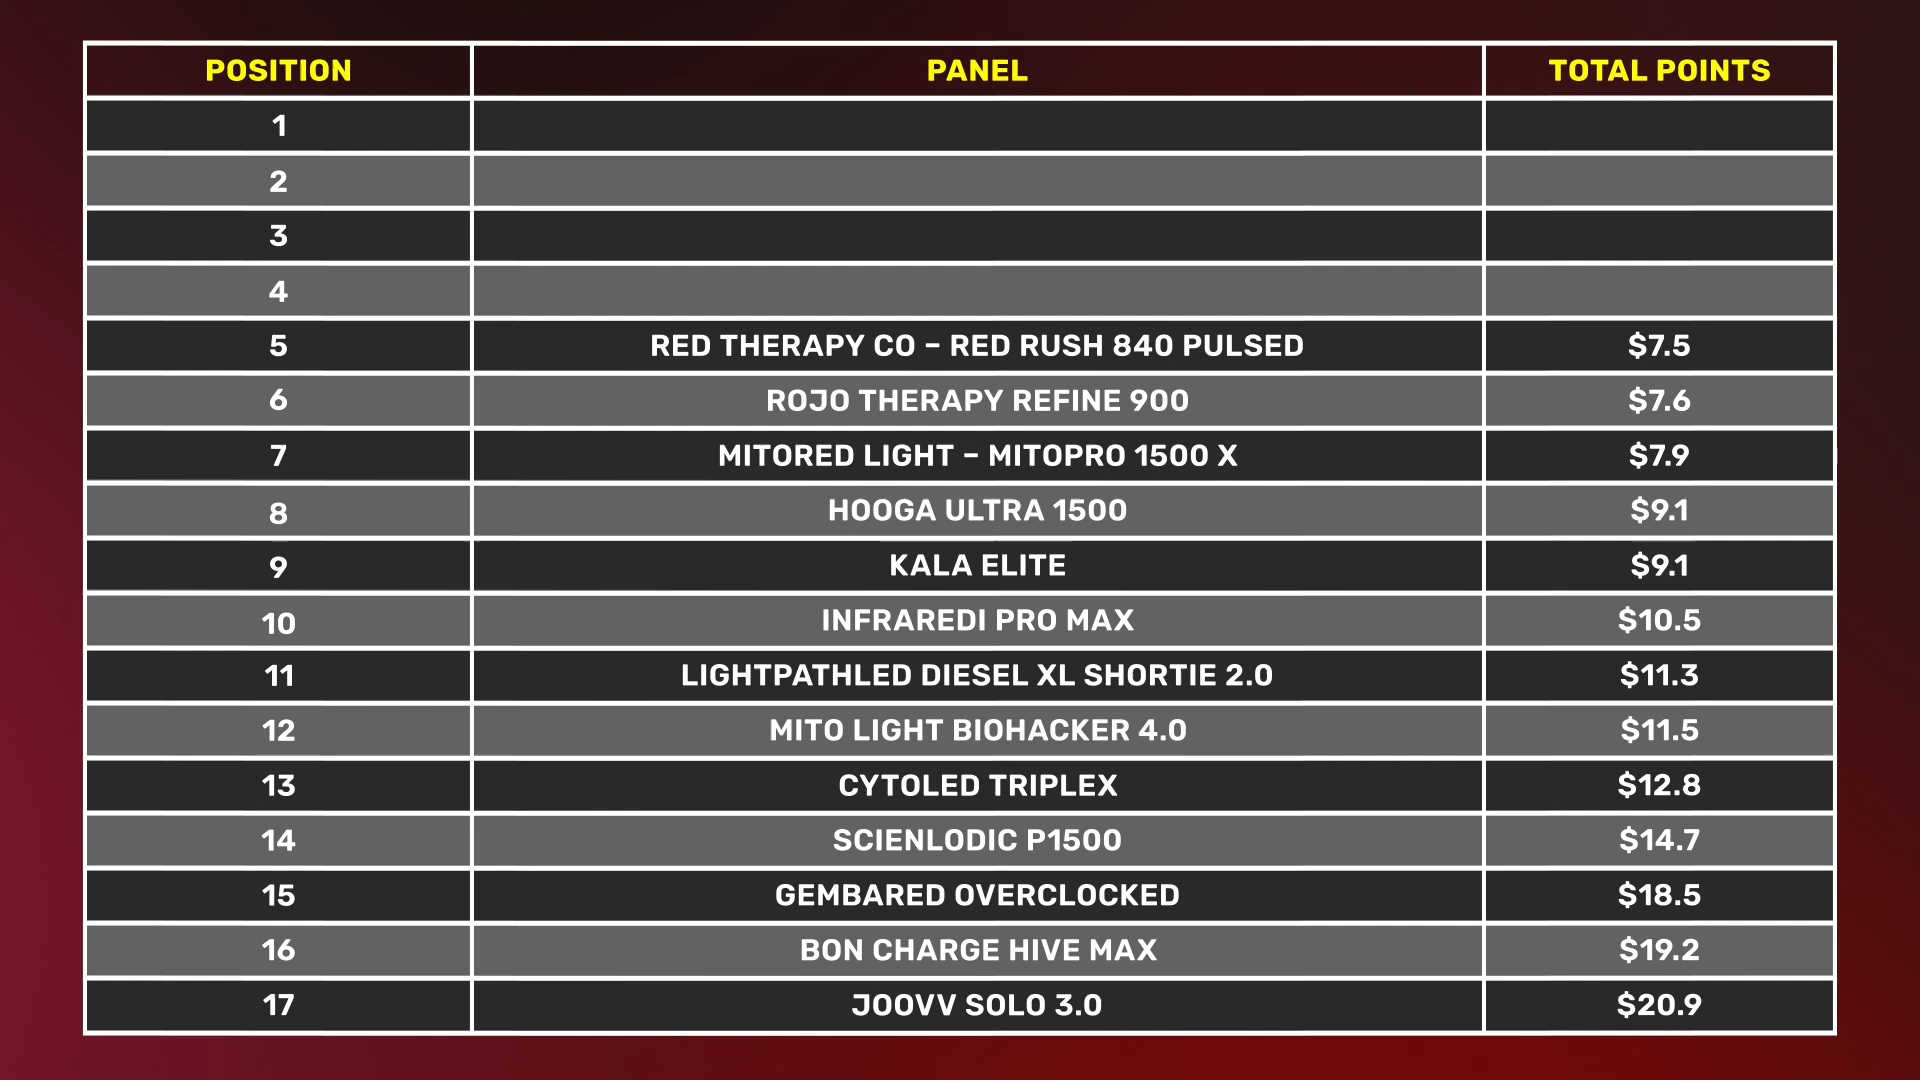 POSITION PANEL TOTAL POINTS
1
2
3
4
5 RED THERAPY CO – RED RUSH 840 PULSED $7.5
6 ROJO THERAPY REFINE 900 $7.6
7 MITORED LIGHT – MITOPRO 1500 X $7.9
8 HOOGA ULTRA 1500 $9.1
9 KALA ELITE $9.1
10 INFRAREDI PRO MAX $10.5
11 LIGHTPATHLED DIESEL XL SHORTIE 2.0 $11.3
12 MITO LIGHT BIOHACKER 4.0 $11.5
13 CYTOLED TRIPLEX $12.8
14 SCIENLODIC P1500 $14.7
15 GEMBARED OVERCLOCKED $18.5
16 BON CHARGE HIVE MAX $19.2
17 JOOVV SOLO 3.0 $20.9